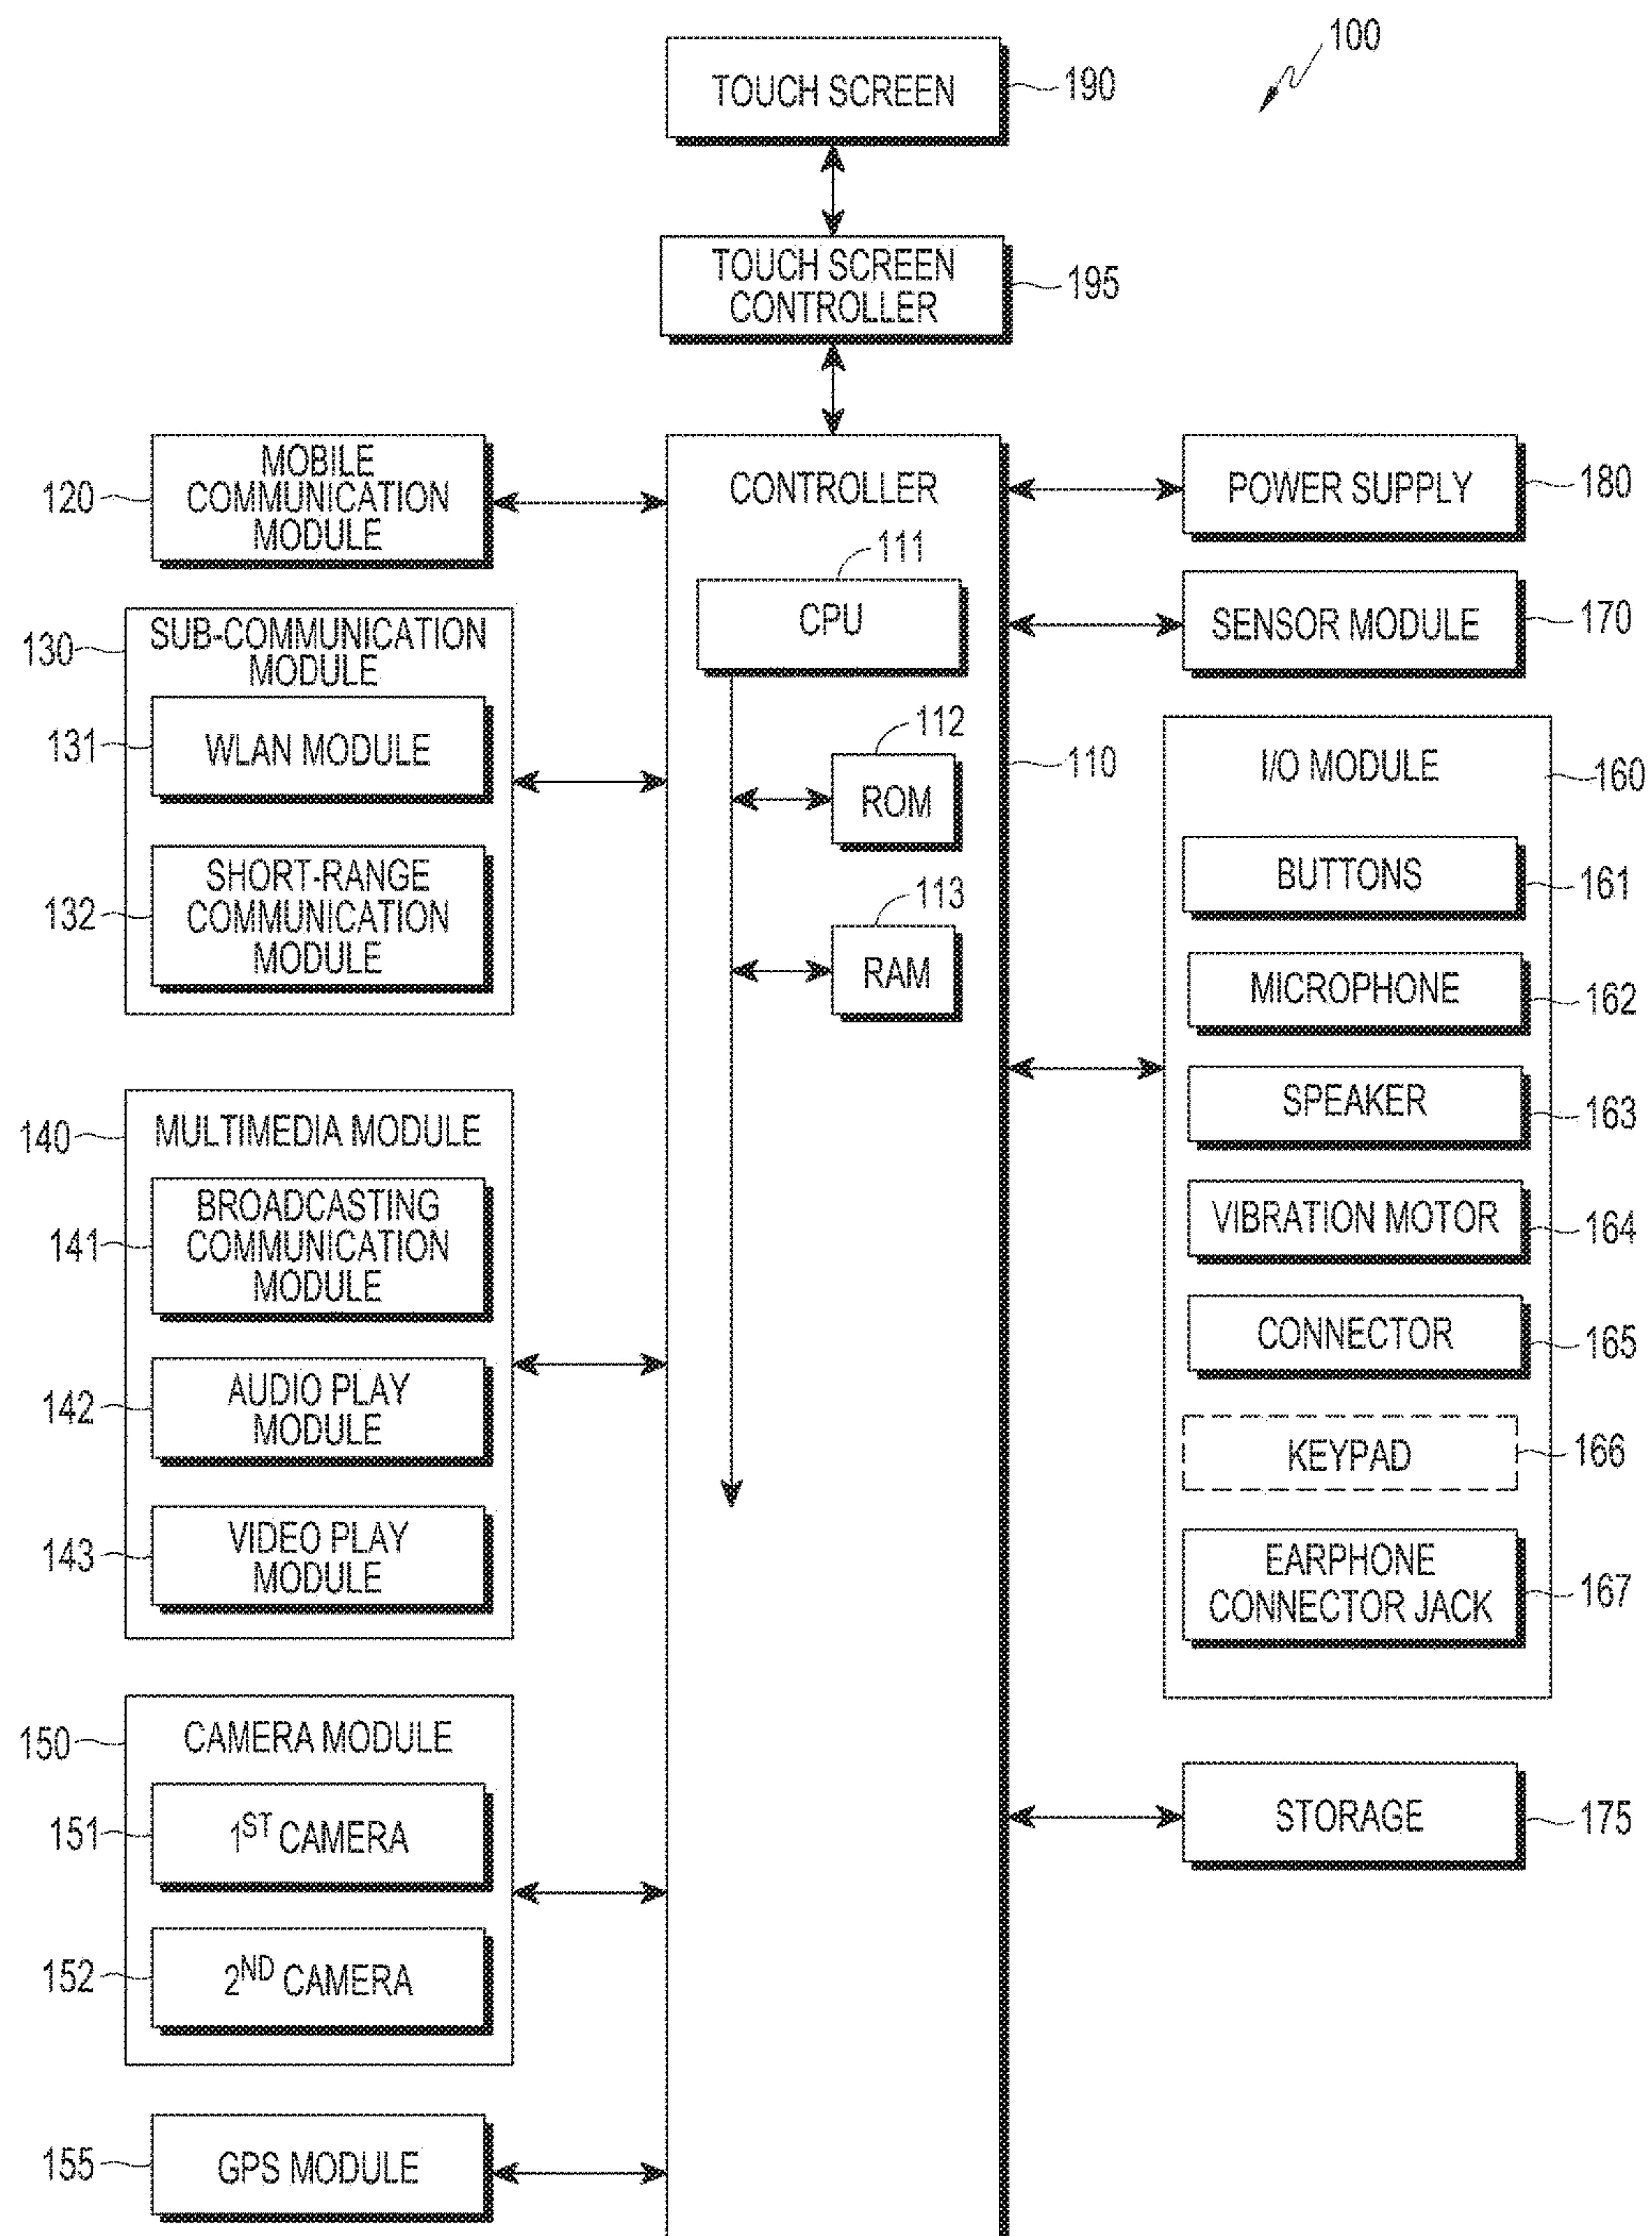 100
TOUCH SCREEN
190
TOUCH SCREEN
CONTROLLER
195
120
MOBILE
COMMUNICATION
MODULE
130
SUB-COMMUNICATION
MODULE
131
WLAN MODULE
132
SHORT-RANGE
COMMUNICATION
MODULE
140
MULTIMEDIA MODULE
141
BROADCASTING
COMMUNICATION
MODULE
142
AUDIO PLAY
MODULE
143
VIDEO PLAY
MODULE
150
CAMERA MODULE
151
1ST CAMERA
152
2ND CAMERA
155
GPS MODULE
CONTROLLER
111
CPU
112
ROM
113
RAM
110
POWER SUPPLY
180
SENSOR MODULE
170
I/O MODULE
160
BUTTONS
161
MICROPHONE
162
SPEAKER
163
VIBRATION MOTOR
164
CONNECTOR
165
KEYPAD
166
EARPHONE
CONNECTOR JACK
167
STORAGE
175